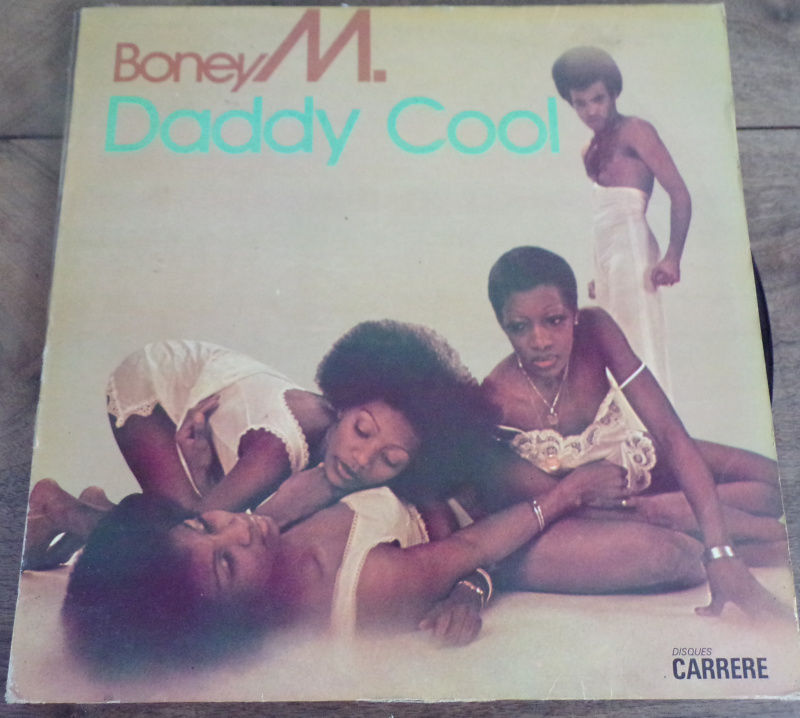 Boney M.
Daddy Cool
DISQUES
CARRERE